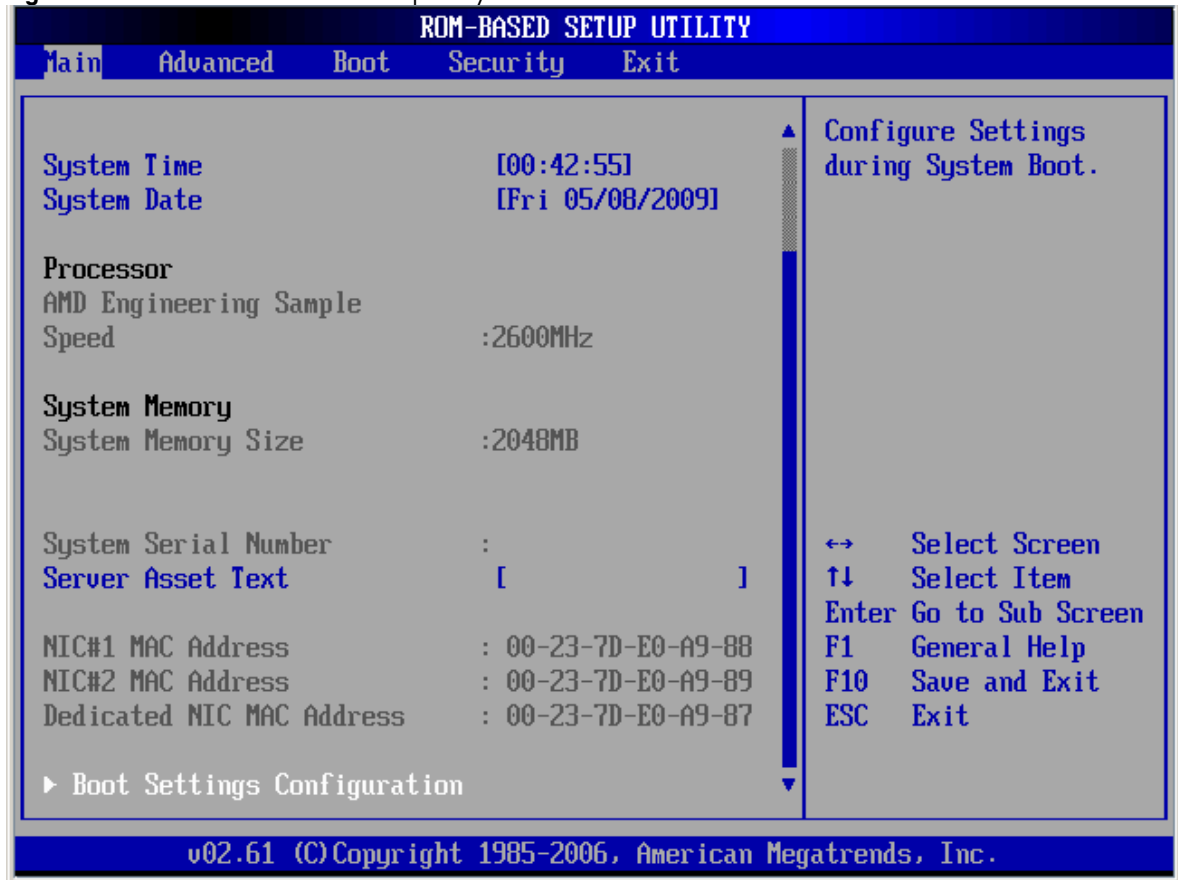 ROM-BASED SETUP UTILITY
Main Advanced Boot Security Exit
System Time [00:42:55]
System Date [Fri 05/08/2009]
Processor
AMD Engineering Sample
Speed :2600MHz
System Memory
System Memory Size :2048MB
System Serial Number :
Server Asset Text [ ]
NIC#1 MAC Address : 00-23-7D-E0-A9-88
NIC#2 MAC Address : 00-23-7D-E0-A9-89
Dedicated NIC MAC Address : 00-23-7D-E0-A9-87
▶ Boot Settings Configuration
Configure Settings
during System Boot.
↔ Select Screen
↑↓ Select Item
Enter Go to Sub Screen
F1 General Help
F10 Save and Exit
ESC Exit
v02.61 (C)Copyright 1985-2006, American Megatrends, Inc.